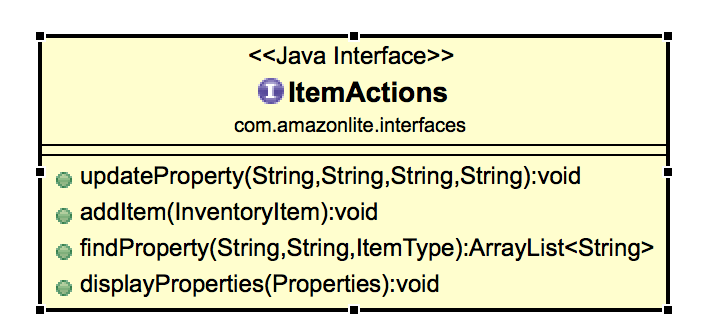 <<Java Interface>>
ItemActions
com.amazonlite.interfaces
updateProperty(String,String,String,String):void
addItem(InventoryItem):void
findProperty(String,String,ItemType):ArrayList<String>
displayProperties(Properties):void